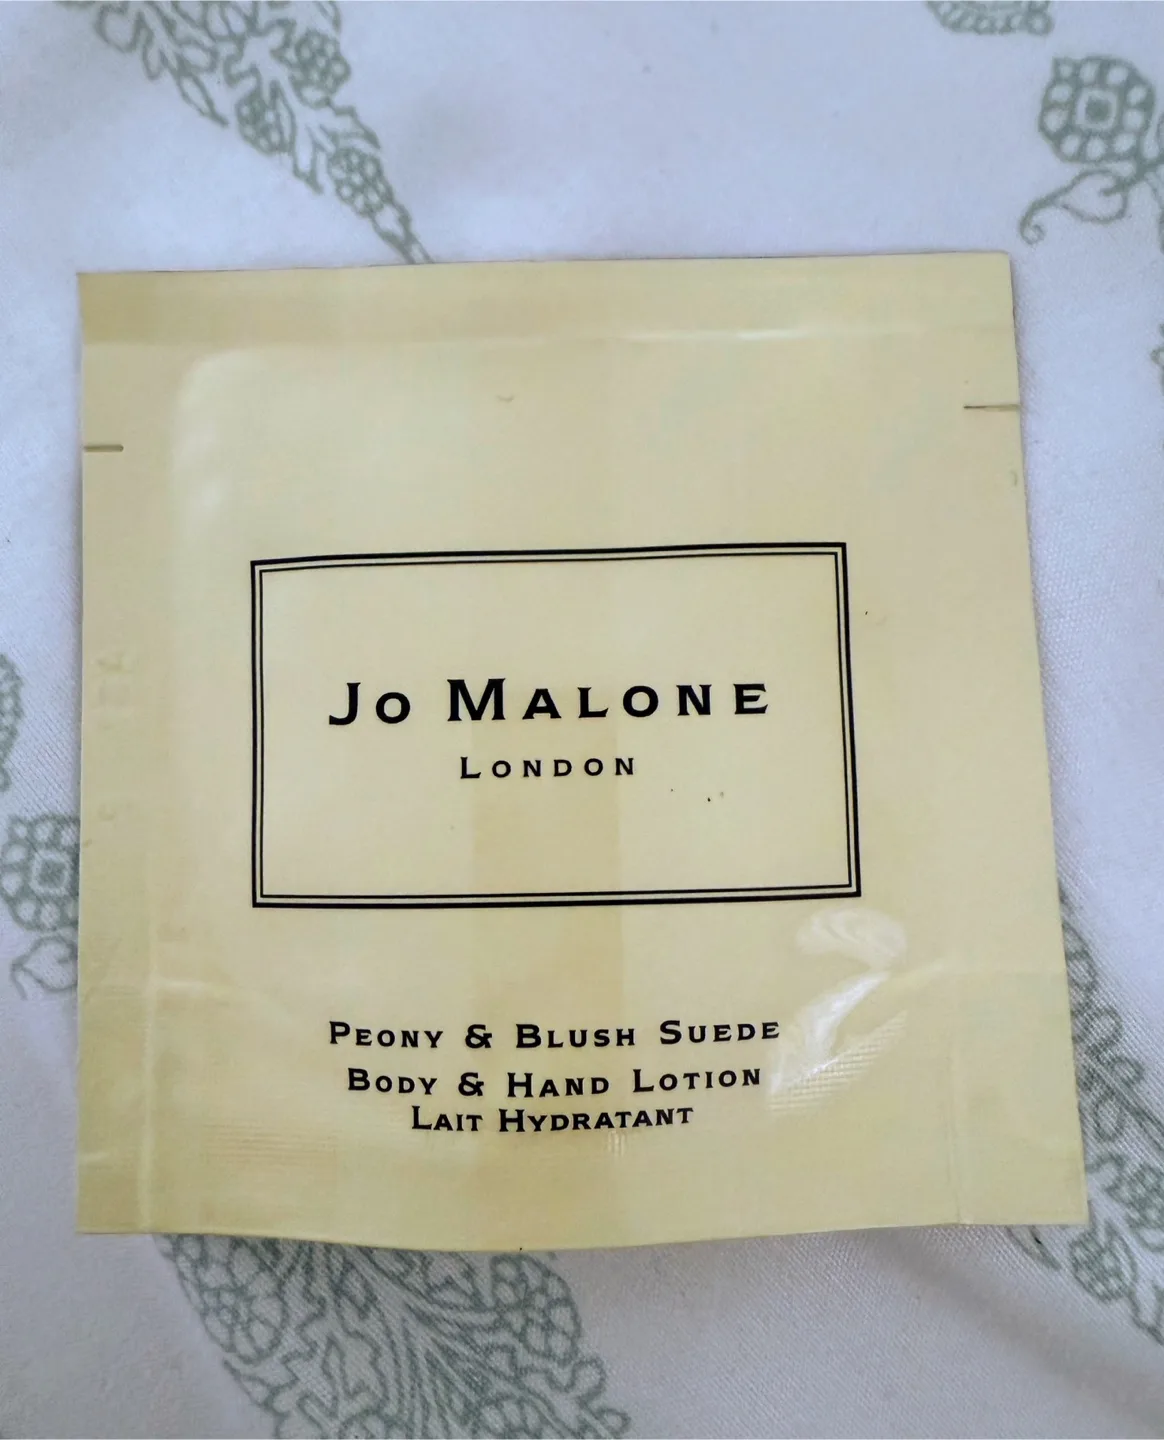 Jo Malone
London
Peony & Blush Suede
Body & Hand Lotion
Lait Hydratant